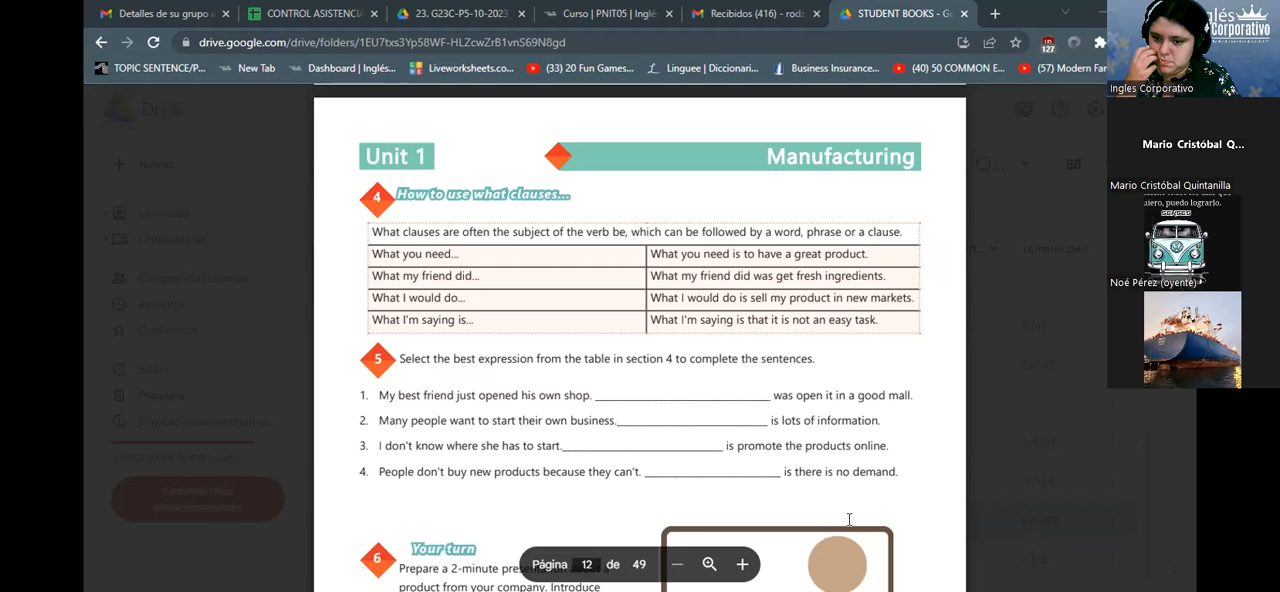 Detalles de su grupo
CONTROL ASISTENCI
23. G23C-P5-10-2023
Curso | PNIT05 | Inglé
Recibidos (416) - rod
STUDENT BOOKS - G
drive.google.com/drive/folders/1EU7txs3Yp58WF-HLZcwZrB1vnS69N8gd
127
TOPIC SENTENCE/P...
New Tab
Dashboard | Inglés...
Liveworksheets.co...
(33) 20 Fun Games...
Linguee | Diccionari...
Business Insurance...
(40) 50 COMMON E...
(57) Modern Far
Unit 1
Manufacturing
4 How to use what clauses...
What clauses are often the subject of the verb be, which can be followed by a word, phrase or a clause.
What you need... What you need is to have a great product.
What my friend did... What my friend did was get fresh ingredients.
What I would do... What I would do is sell my product in new markets.
What I'm saying is... What I'm saying is that it is not an easy task.
5 Select the best expression from the table in section 4 to complete the sentences.
1. My best friend just opened his own shop. ______________ was open it in a good mall.
2. Many people want to start their own business.______________ is lots of information.
3. I don't know where she has to start.______________ is promote the products online.
4. People don't buy new products because they can't. ______________ is there is no demand.
6 Your turn
Prepare a 2-minute
product from your company. Introduce
Página 12 de 49
glés
Corporativo
Ingles Corporativo
Mario Cristóbal Q...
Mario Cristóbal Quintanilla
puedo lograrlo.
Noé Pérez (oyente)